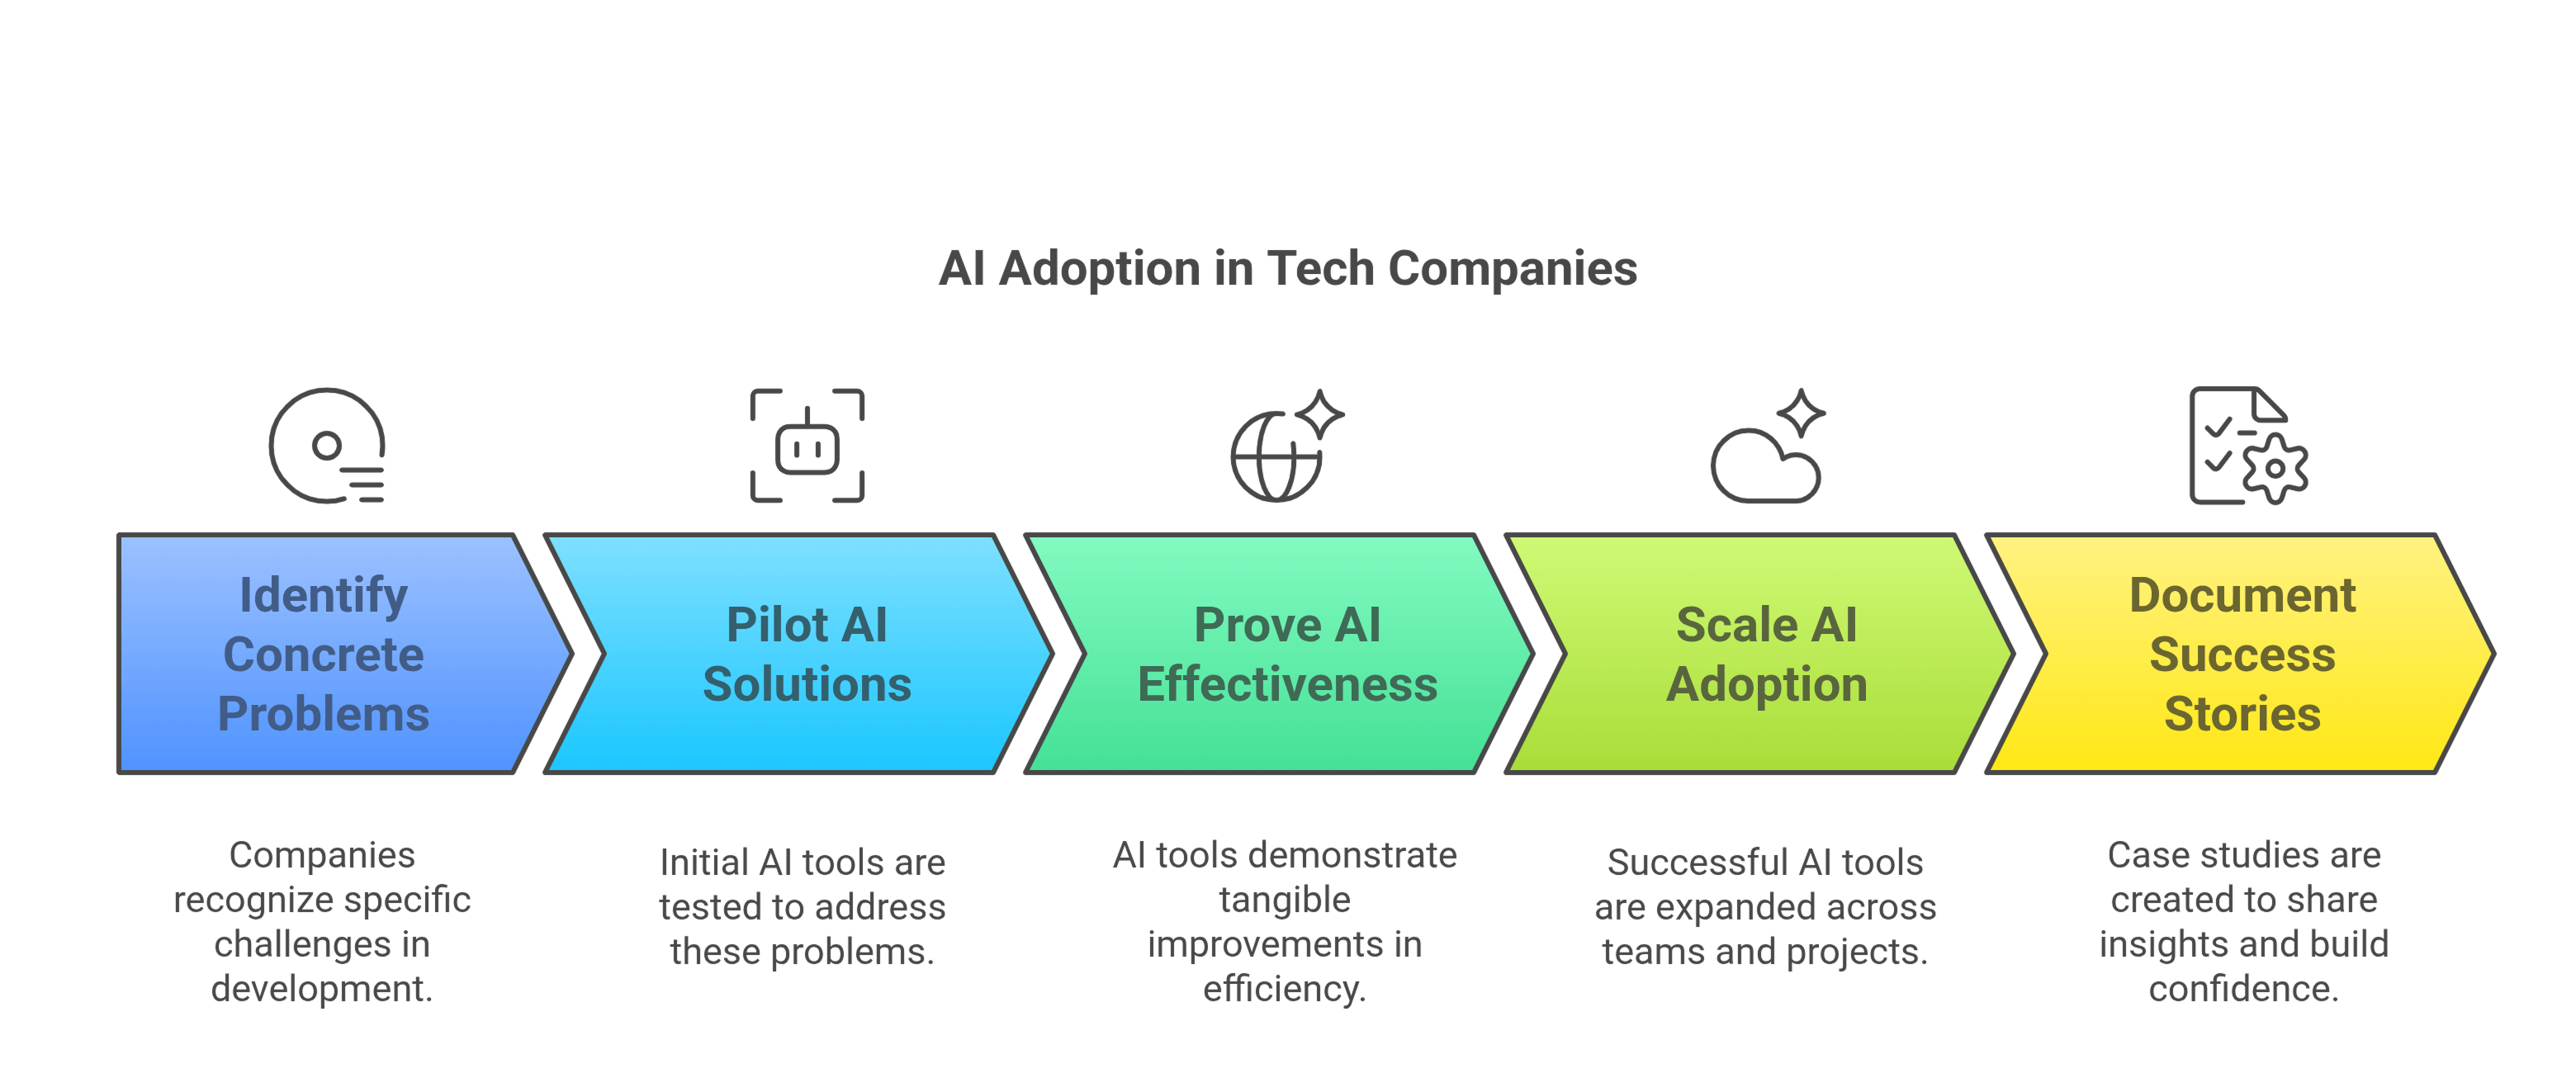 AI Adoption in Tech Companies
Identify
Concrete
Problems
Pilot AI
Solutions
Prove AI
Effectiveness
Scale AI
Adoption
Document
Success
Stories
Companies
recognize specific
challenges in
development.
Initial AI tools are
tested to address
these problems.
AI tools demonstrate
tangible
improvements in
efficiency.
Successful AI tools
are expanded across
teams and projects.
Case studies are
created to share
insights and build
confidence.